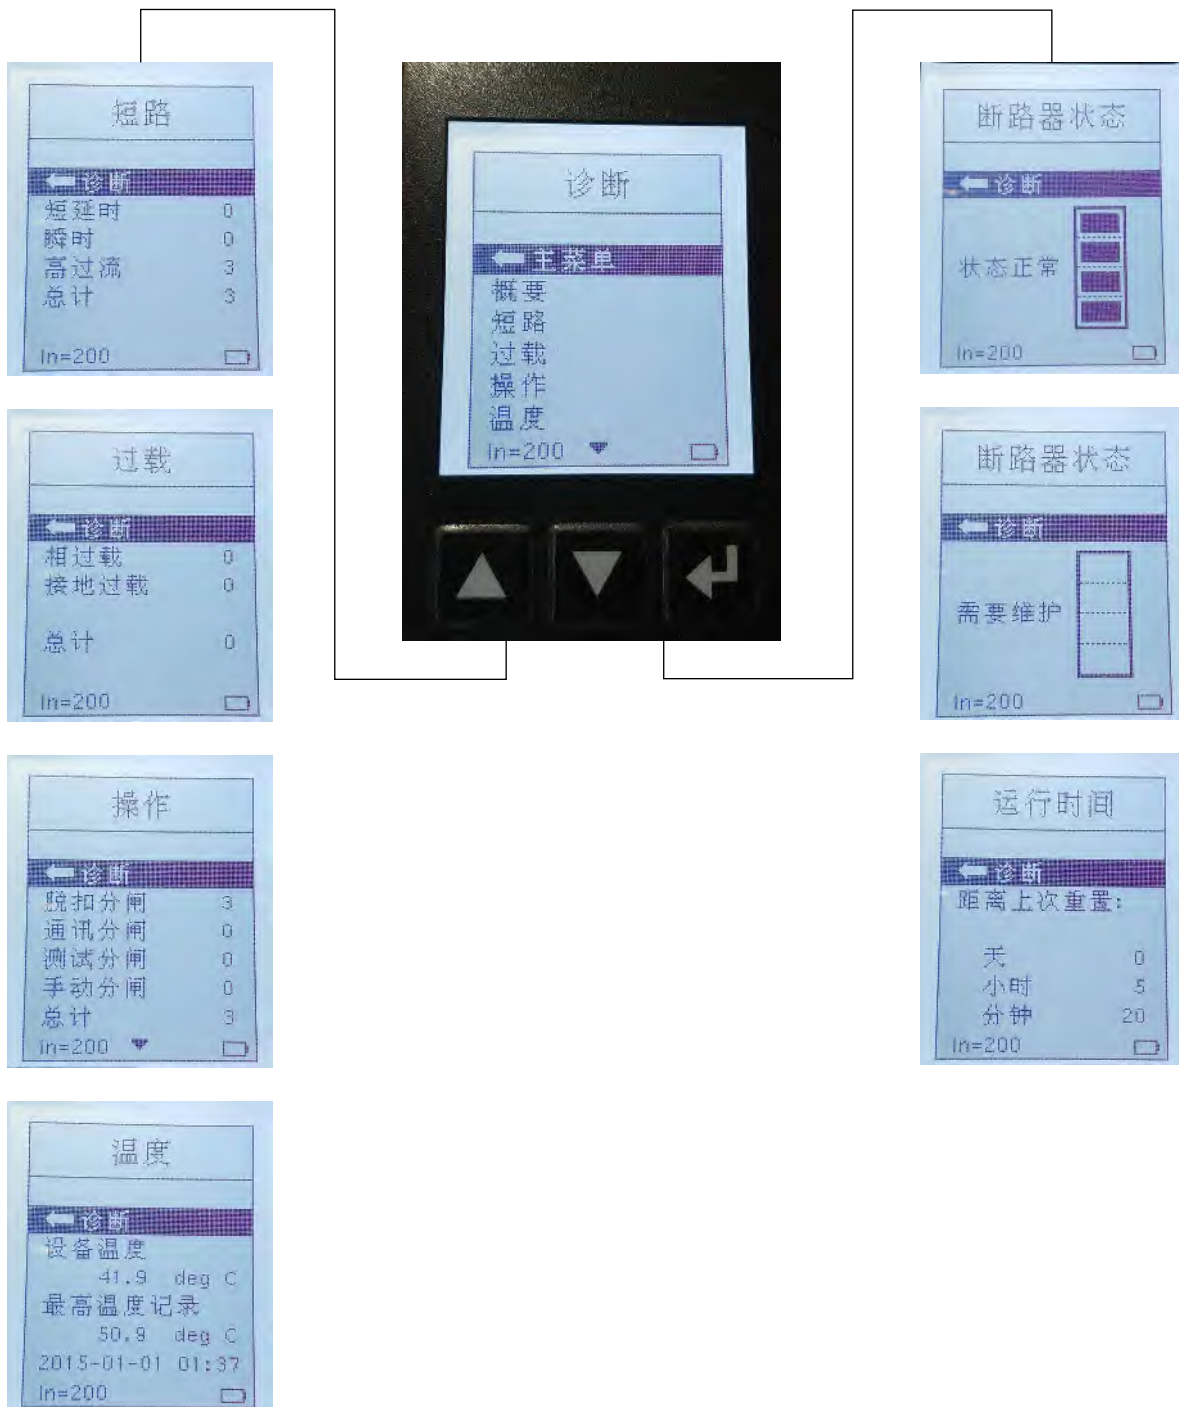 短路
诊断
短延时 0
瞬时 0
高过流 3
总计 3
In=200
过载
诊断
相过载 0
接地过载 0
总计 0
In=200
操作
诊断
脱扣分闸 3
通讯分闸 0
测试分闸 0
手动分闸 0
总计 3
In=200
温度
诊断
设备温度
41.9 deg C
最高温度记录
50.9 deg C
2015-01-01 01:37
In=200
诊断
主菜单
概要
短路
过载
操作
温度
In=200
断路器状态
诊断
状态正常
In=200
断路器状态
诊断
需要维护
In=200
运行时间
诊断
距离上次重置:
天 0
小时 5
分钟 20
In=200